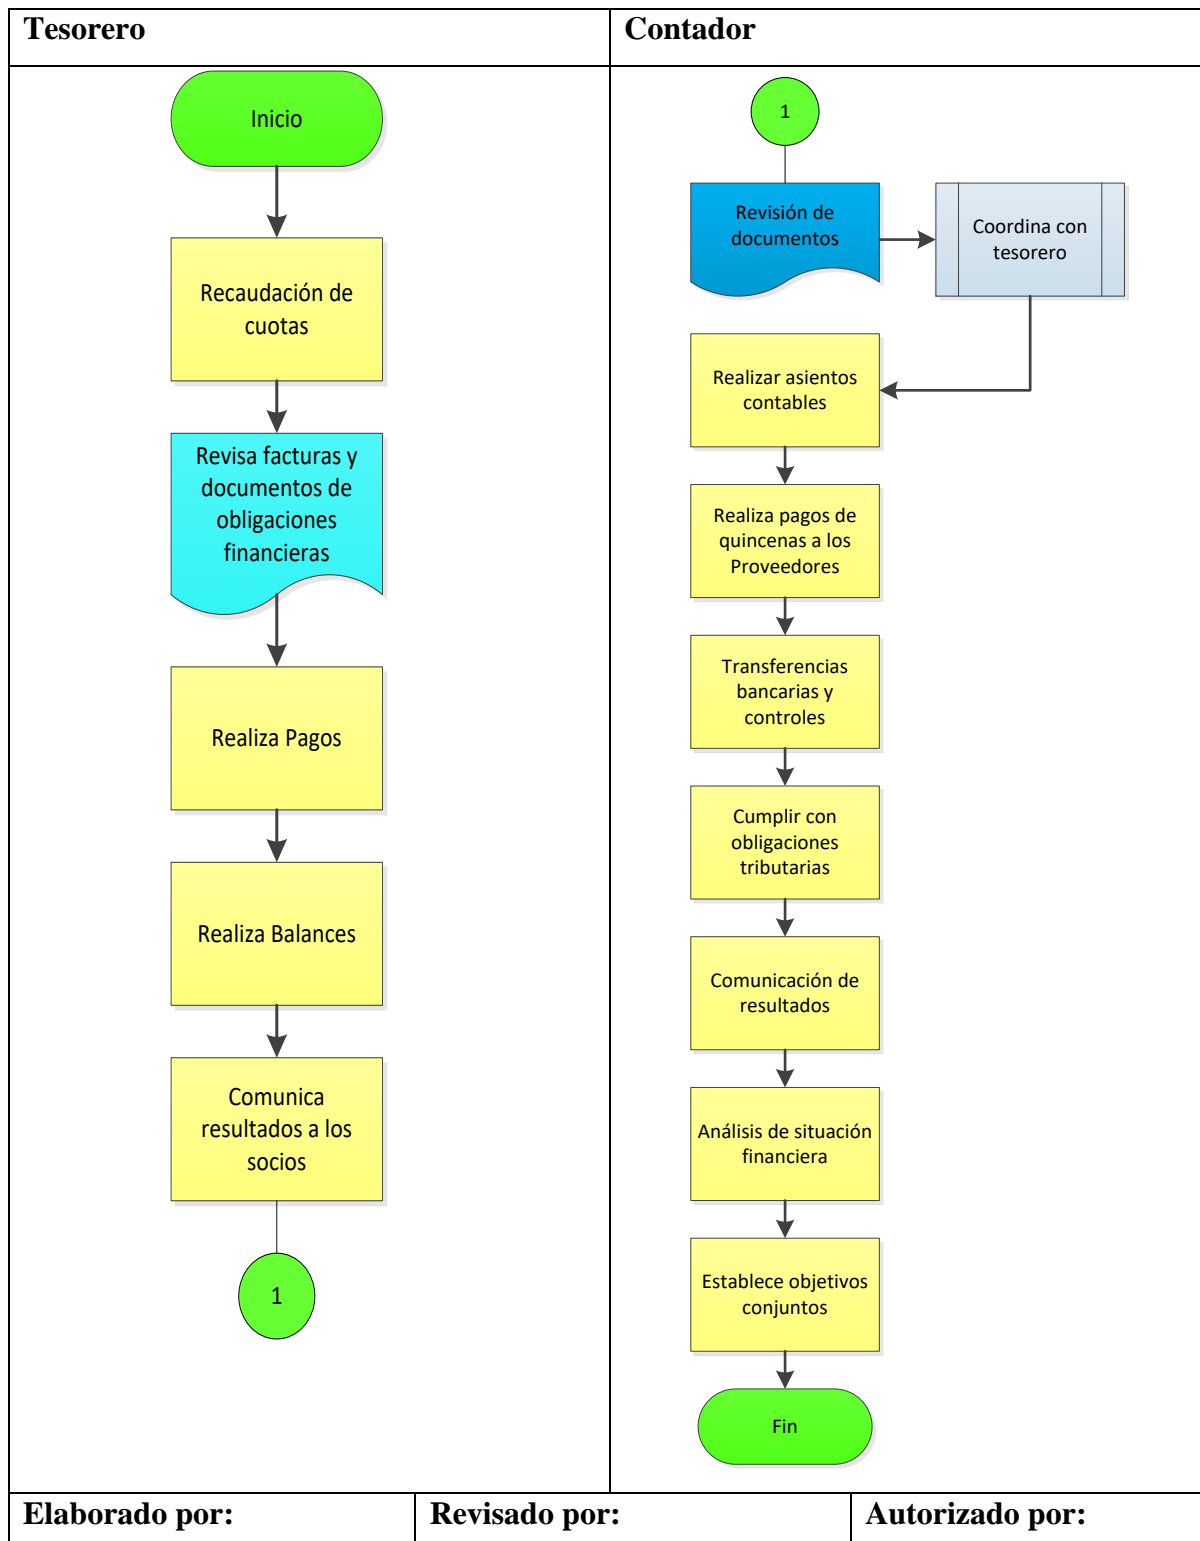 Tesorero
Contador
Inicio
Recaudación de
cuotas
Revisa facturas y
documentos de
obligaciones
financieras
Realiza Pagos
Realiza Balances
Comunica
resultados a los
socios
1
1
Revisión de
documentos
Coordina con
tesorero
Realizar asientos
contables
Realiza pagos de
quincenas a los
Proveedores
Transferencias
bancarias y
controles
Cumplir con
obligaciones
tributarias
Comunicación de
resultados
Análisis de situación
financiera
Establece objetivos
conjuntos
Fin
Elaborado por:
Revisado por:
Autorizado por: